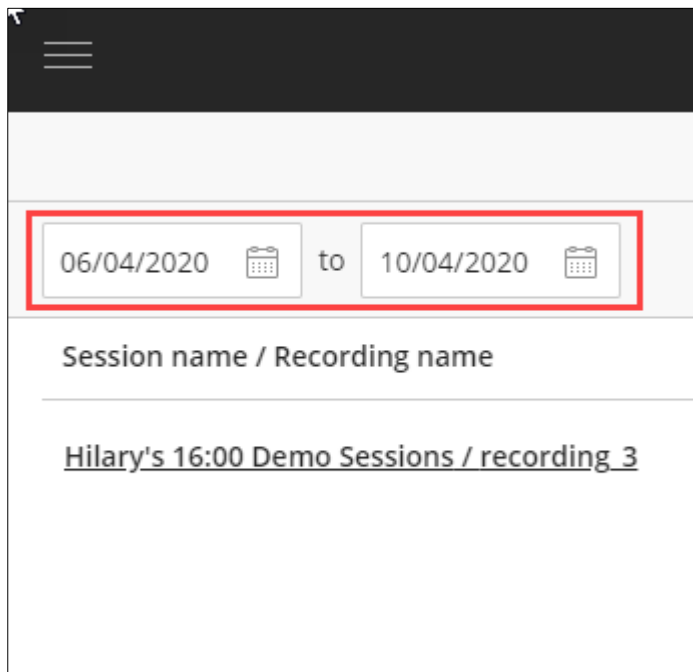 06/04/2020 to 10/04/2020
Session name / Recording name
Hilary's 16:00 Demo Sessions / recording_3